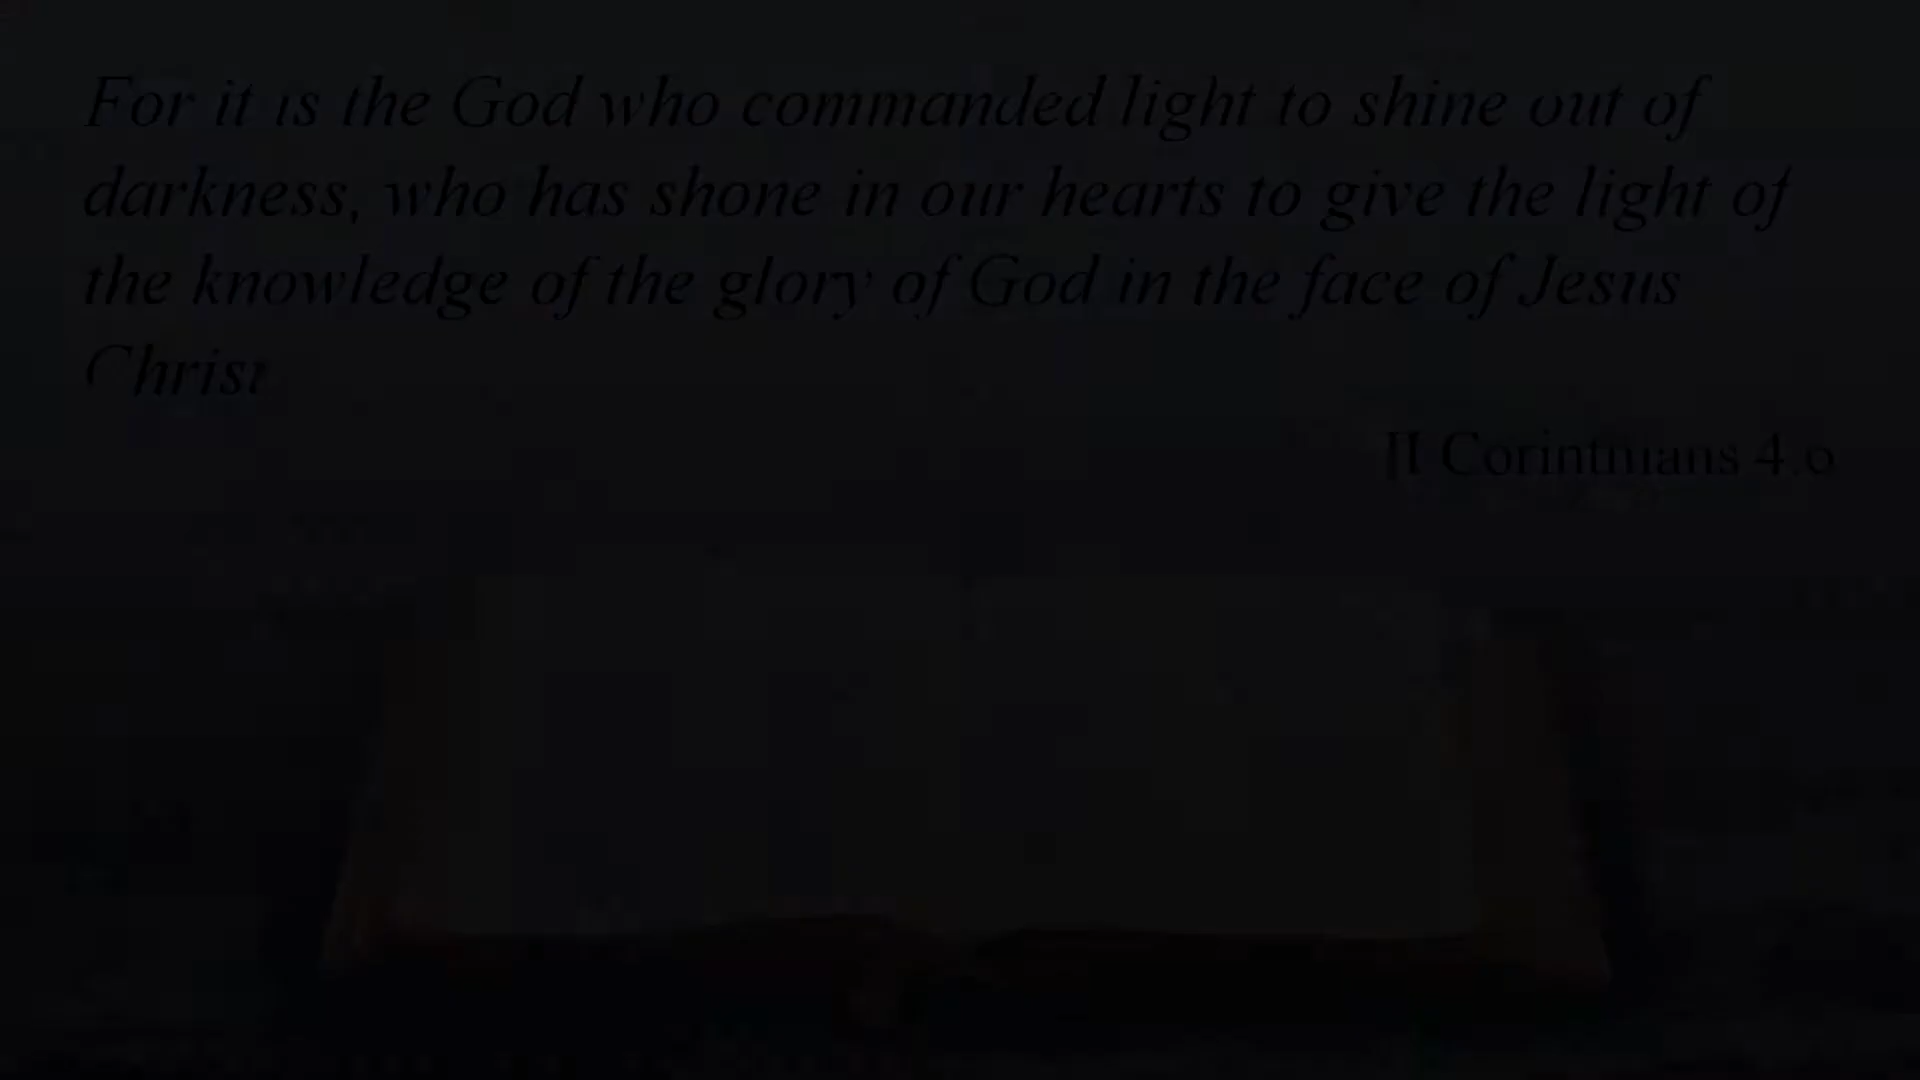 For it is the God who commanded light to shine out of
darkness, who has shone in our hearts to give the light of
the knowledge of the glory of God in the face of Jesus
Christ
II Corinthians 4:6